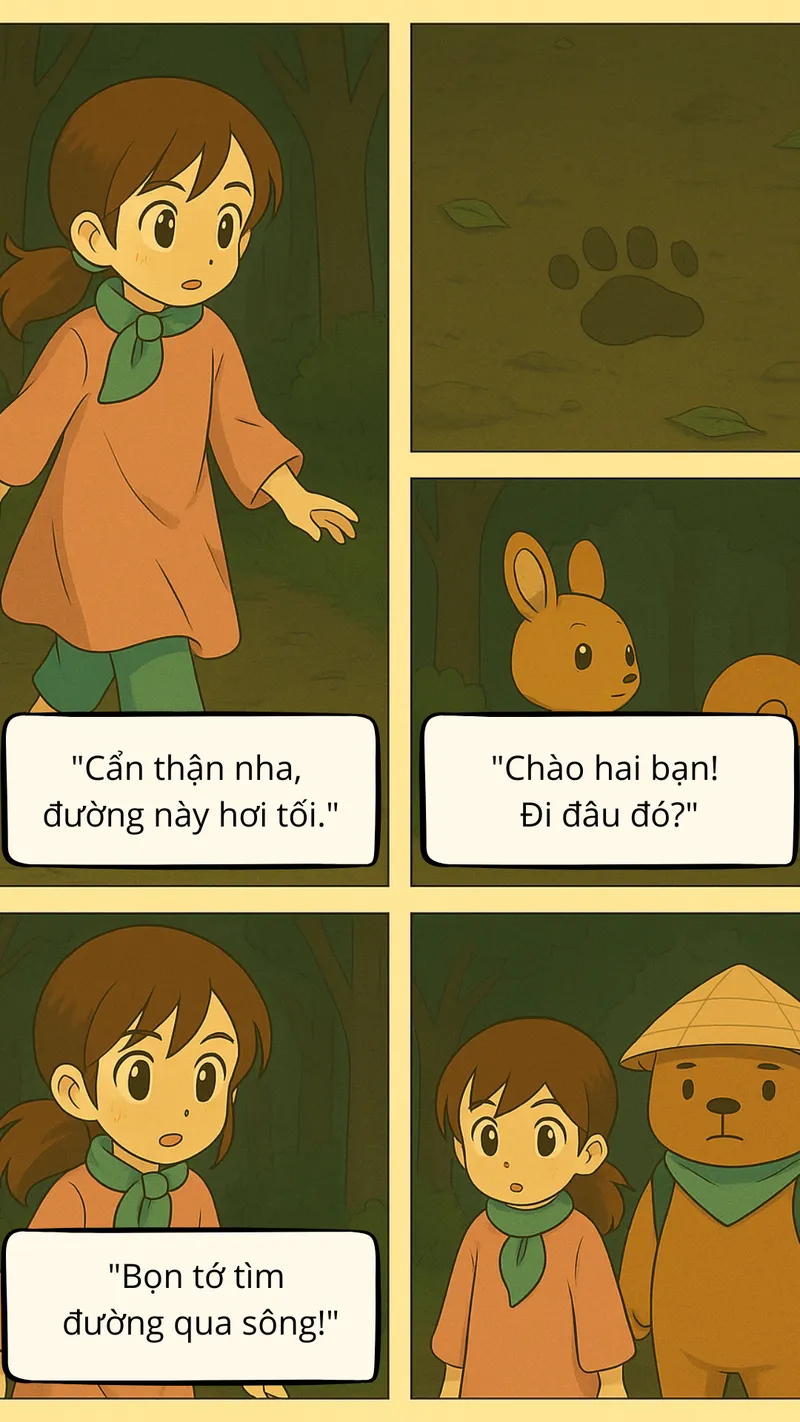 "Cẩn thận nha,
đường này hơi tối."
"Chào hai bạn!
Đi đâu đó?"
"Bọn tớ tìm
đường qua sông!"